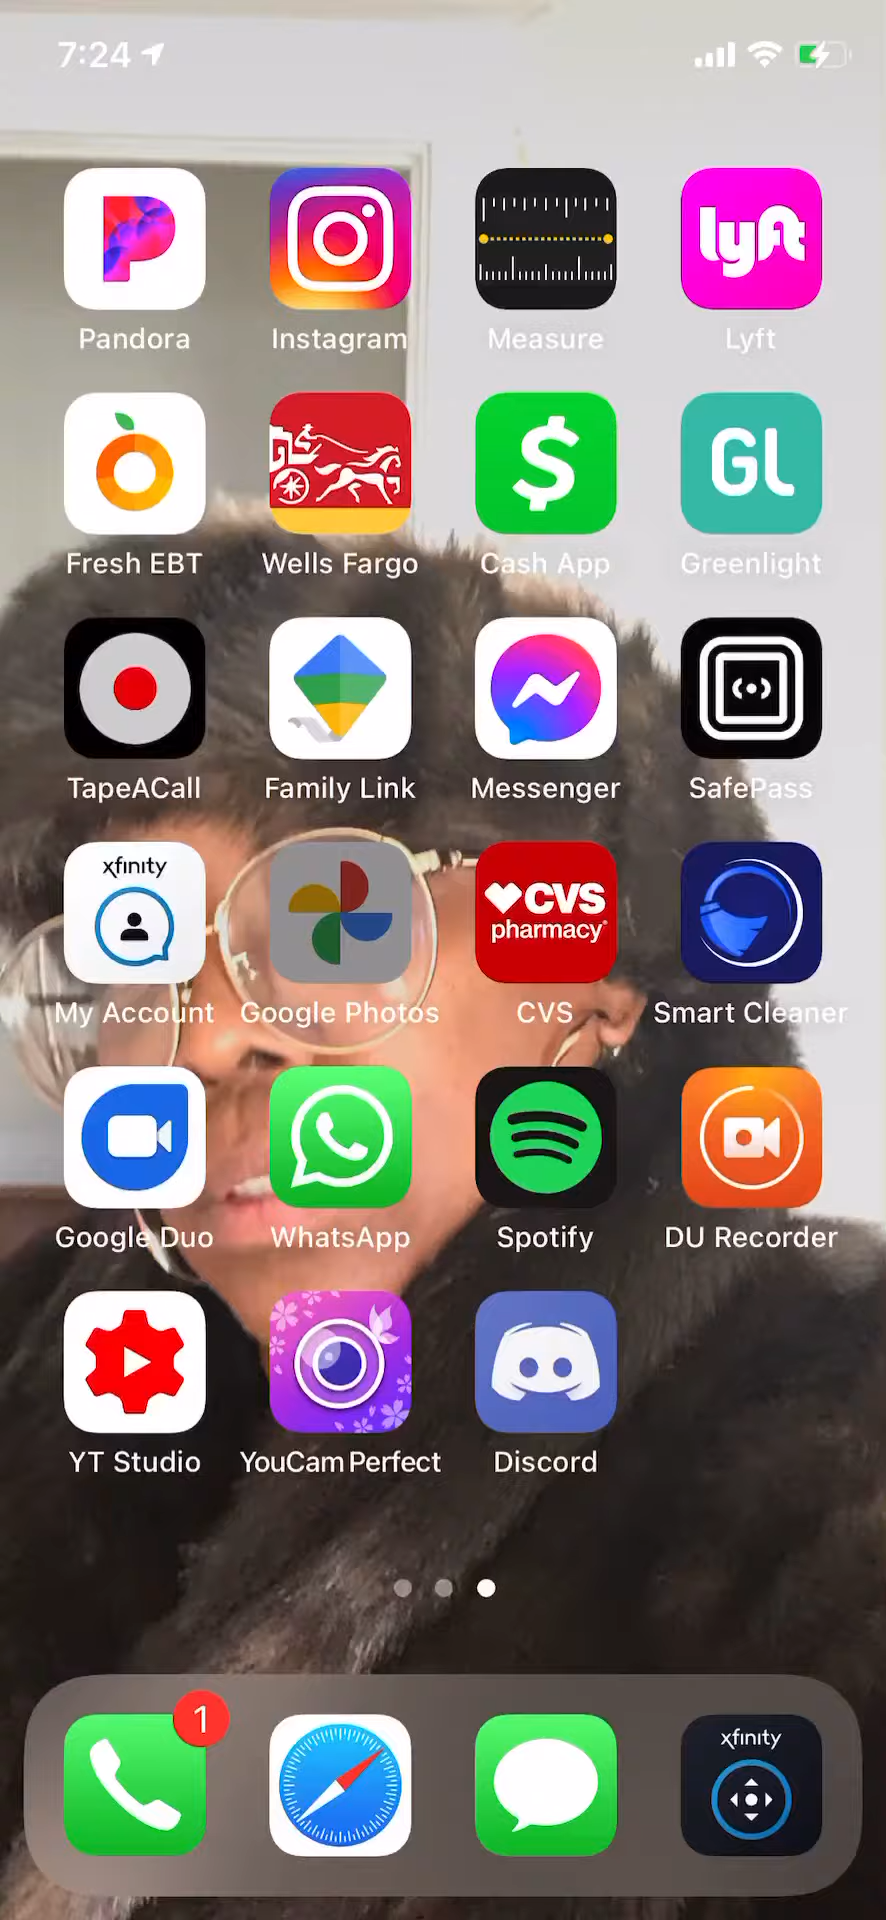 7:24
lyft
Pandora
Instagram
Measure
Lyft
GL
Fresh EBT
Wells Fargo
Cash App
Greenlight
TapeACall
Family Link
Messenger
SafePass
xfinity
CVS
pharmacy
My Account
Google Photos
CVS
Smart Cleaner
Google Duo
WhatsApp
Spotify
DU Recorder
YT Studio
YouCam Perfect
Discord
1
xfinity